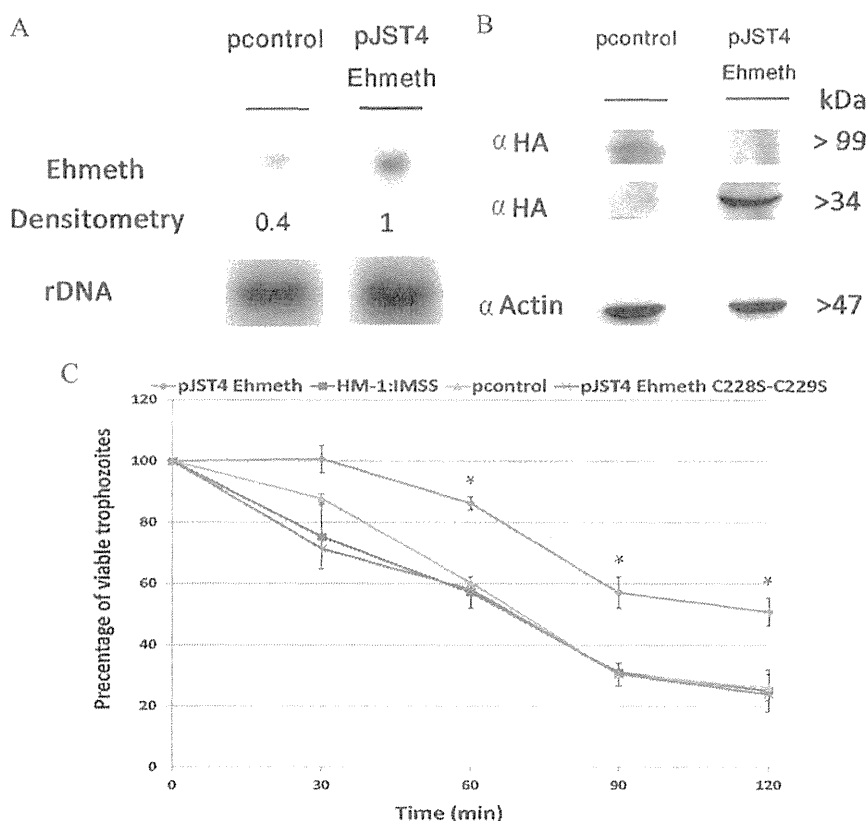 A
pcontrol
pJST4
Ehmeth
Ehmeth
Densitometry
0.4
1
rDNA
B
pcontrol
pJST4
Ehmeth
kDa
α HA
> 99
α HA
>34
α Actin
>47
C
pJST4 Ehmeth
HM-1:IMSS
pcontrol
pJST4 Ehmeth C228S-C229S
Precentage of viable trophozoites
120
100
80
60
40
20
0
*
*
*
0
30
60
90
120
Time (min)